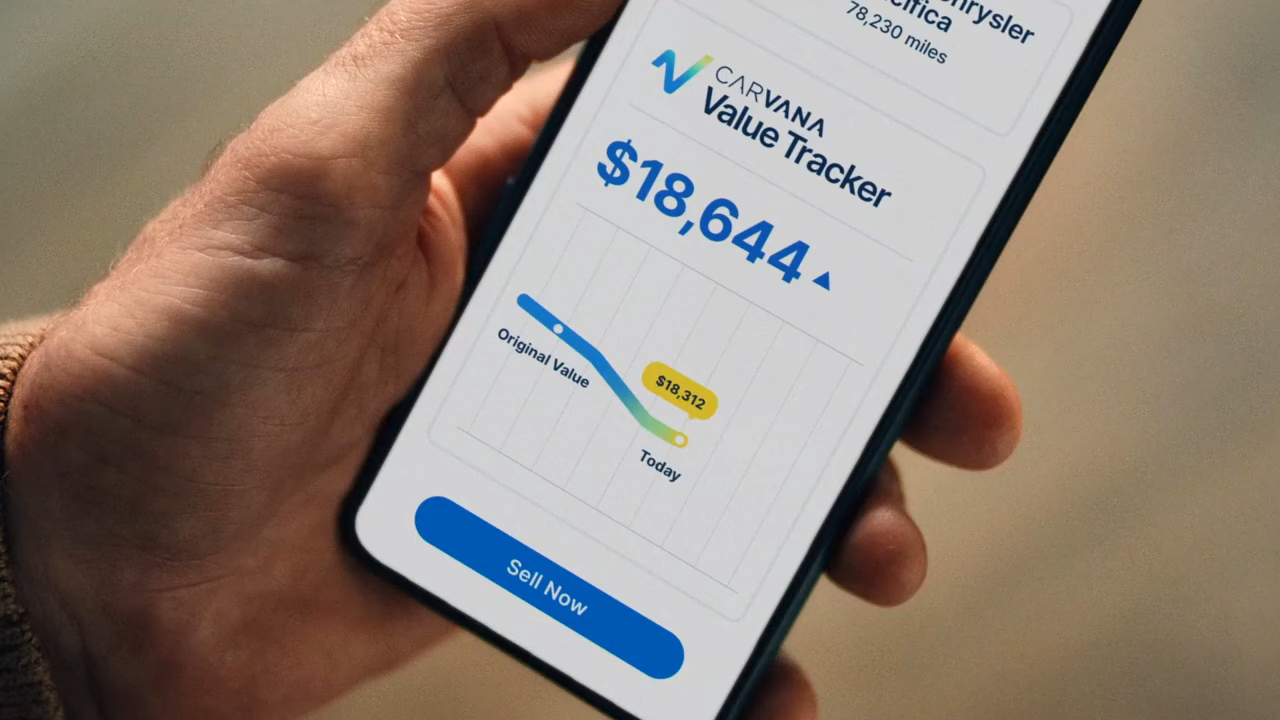 78,230 miles
CARVANA
Value Tracker
$18,644
Original Value
$18,312
Today
Sell Now